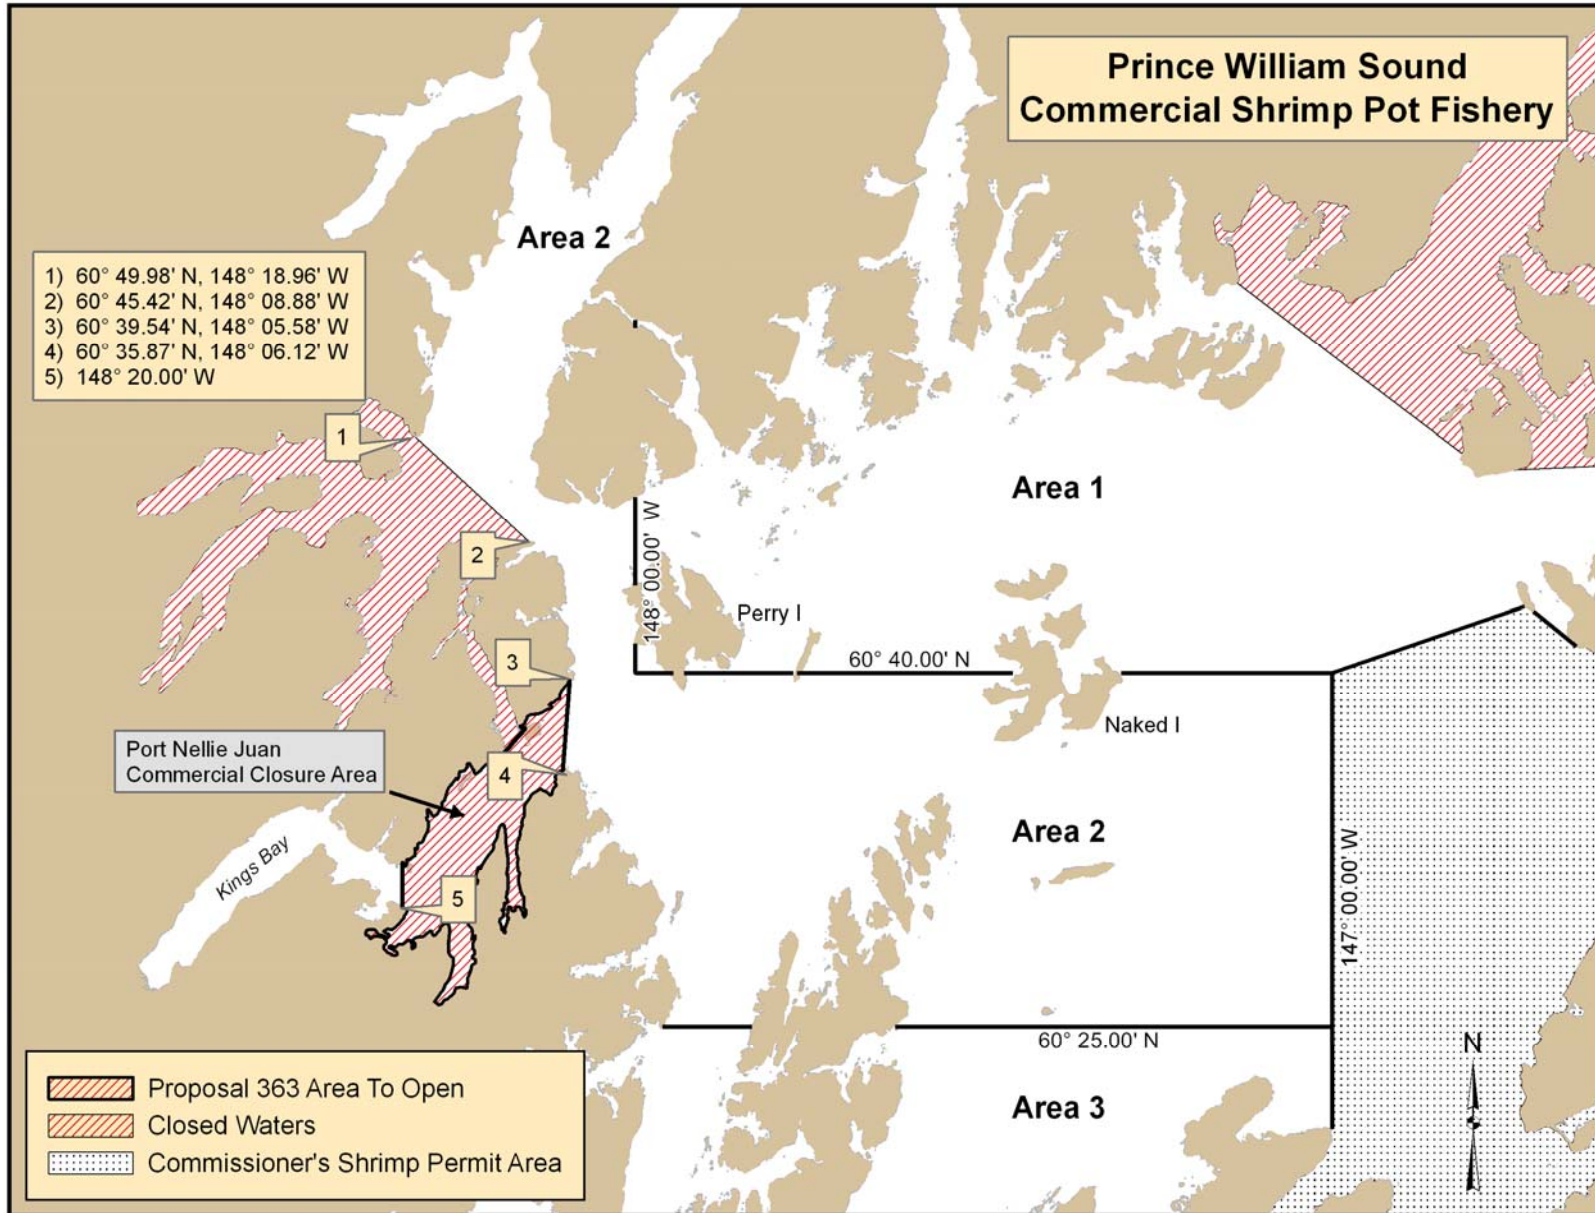 Prince William Sound
Commercial Shrimp Pot Fishery
Area 2
1) 60° 49.98' N, 148° 18.96' W
2) 60° 45.42' N, 148° 08.88' W
3) 60° 39.54' N, 148° 05.58' W
4) 60° 35.87' N, 148° 06.12' W
5) 148° 20.00' W
1
Area 1
2
148° 00.00' W
Perry I
3
60° 40.00' N
Naked I
Port Nellie Juan
Commercial Closure Area
4
Area 2
Kings Bay
5
147° 00.00' W
60° 25.00' N
N
Proposal 363 Area To Open
Closed Waters
Commissioner's Shrimp Permit Area
Area 3